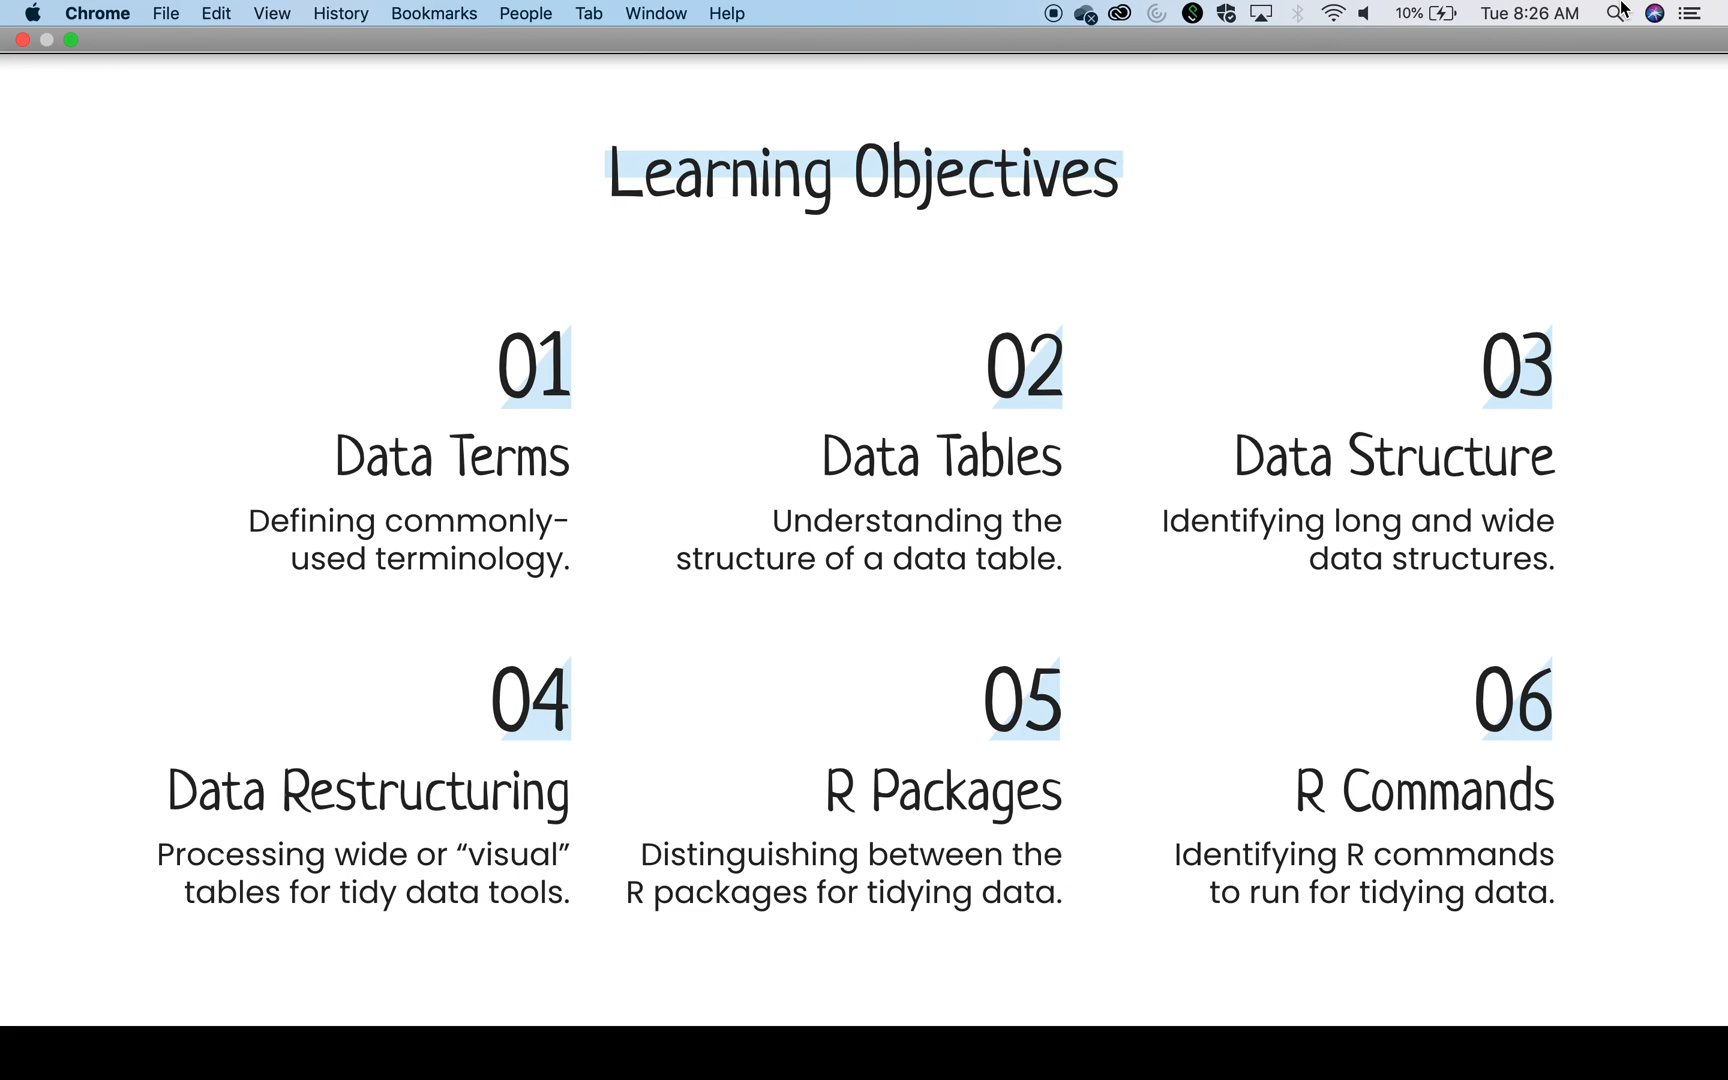 Chrome File Edit View History Bookmarks People Tab Window Help 10% Tue 8:26 AM
Learning Objectives
01
Data Terms
Defining commonly-
used terminology.
02
Data Tables
Understanding the
structure of a data table.
03
Data Structure
Identifying long and wide
data structures.
04
Data Restructuring
Processing wide or “visual”
tables for tidy data tools.
05
R Packages
Distinguishing between the
R packages for tidying data.
06
R Commands
Identifying R commands
to run for tidying data.